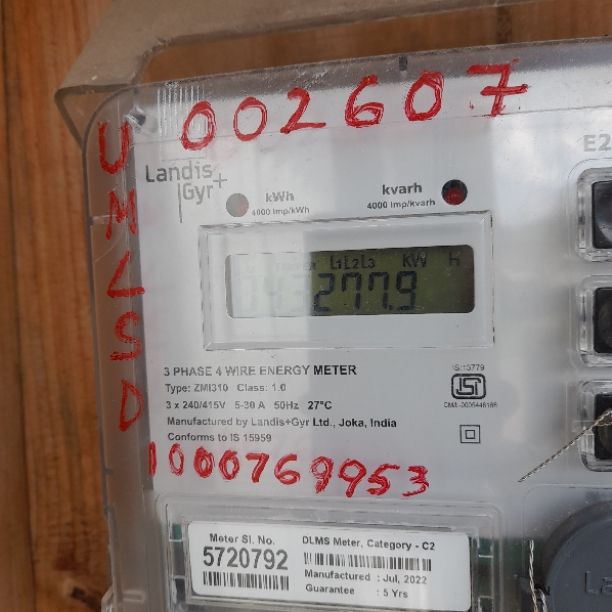 002607
U
M
L
S
D
E2
Landis
Gyr+
kWh
4000 imp/kWh
kvarh
4000 imp/kvarh
L1L2L3 KW H
3277.9
3 PHASE 4 WIRE ENERGY METER
Type: ZMI310 Class: 1.0
3 x 240/415V 5-30 A 50Hz 27°C
Manufactured by Landis+Gyr Ltd., Joka, India
Conforms to IS 15959
IS:13779
ISI
1000769953
Meter Sl. No.
5720792
DLMS Meter, Category - C2
Manufactured : Jul, 2022
Guarantee : 5 Yrs